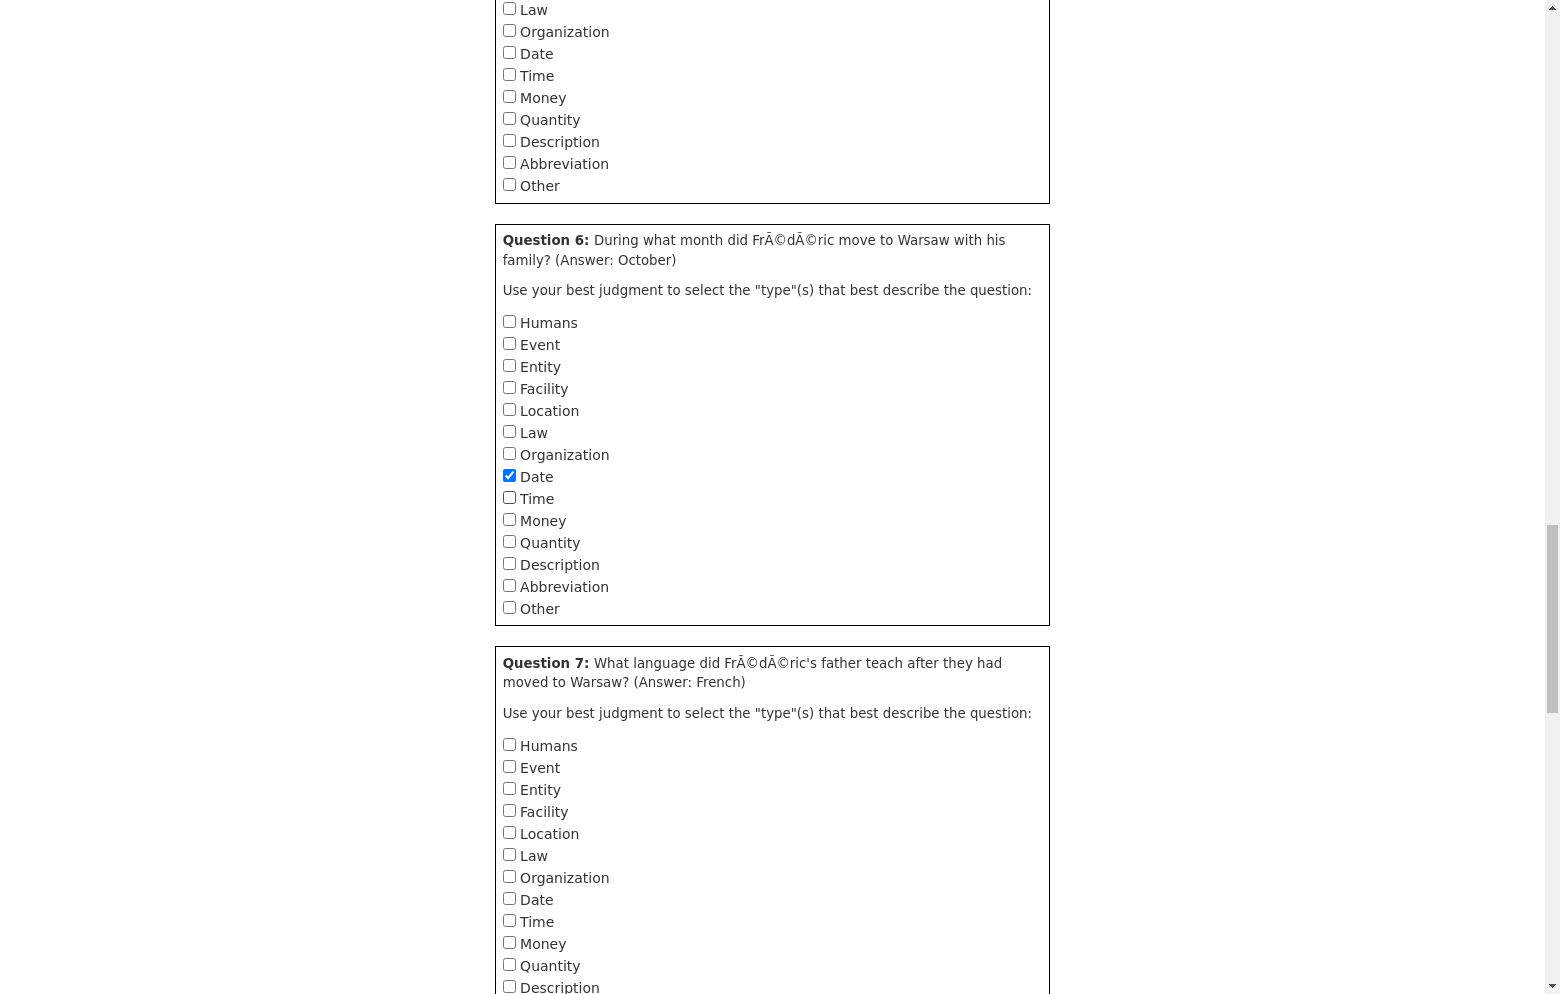 Law
Organization
Date
Time
Money
Quantity
Description
Abbreviation
Other
Question 6: During what month did FrÃ©dÃ©ric move to Warsaw with his
family? (Answer: October)
Use your best judgment to select the "type"(s) that best describe the question:
Humans
Event
Entity
Facility
Location
Law
Organization
Date
Time
Money
Quantity
Description
Abbreviation
Other
Question 7: What language did FrÃ©dÃ©ric's father teach after they had
moved to Warsaw? (Answer: French)
Use your best judgment to select the "type"(s) that best describe the question:
Humans
Event
Entity
Facility
Location
Law
Organization
Date
Time
Money
Quantity
Description